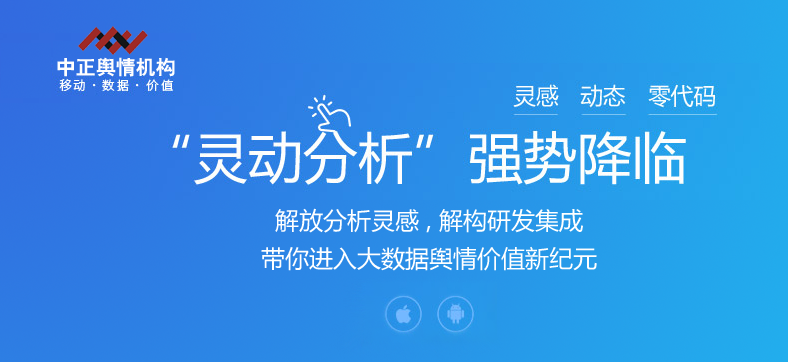 中正舆情机构
移动·数据·价值
灵感 动态 零代码
“灵动分析” 强势降临
解放分析灵感,解构研发集成
带你进入大数据舆情价值新纪元